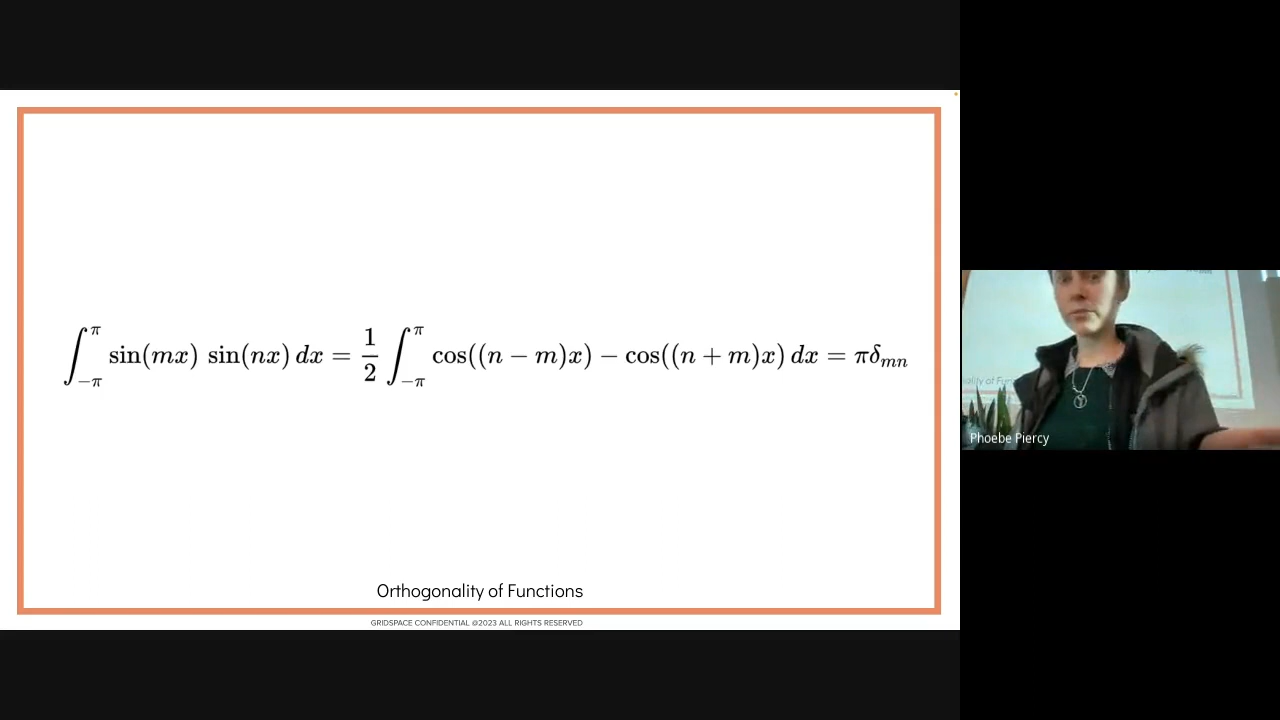 ∫_{-π}^{π} sin(mx) sin(nx) dx = \frac{1}{2} ∫_{-π}^{π} cos((n − m)x) − cos((n + m)x) dx = πδ_{mn}
Orthogonality of Functions
GRIDSPACE CONFIDENTIAL @2023 ALL RIGHTS RESERVED
Phoebe Piercy